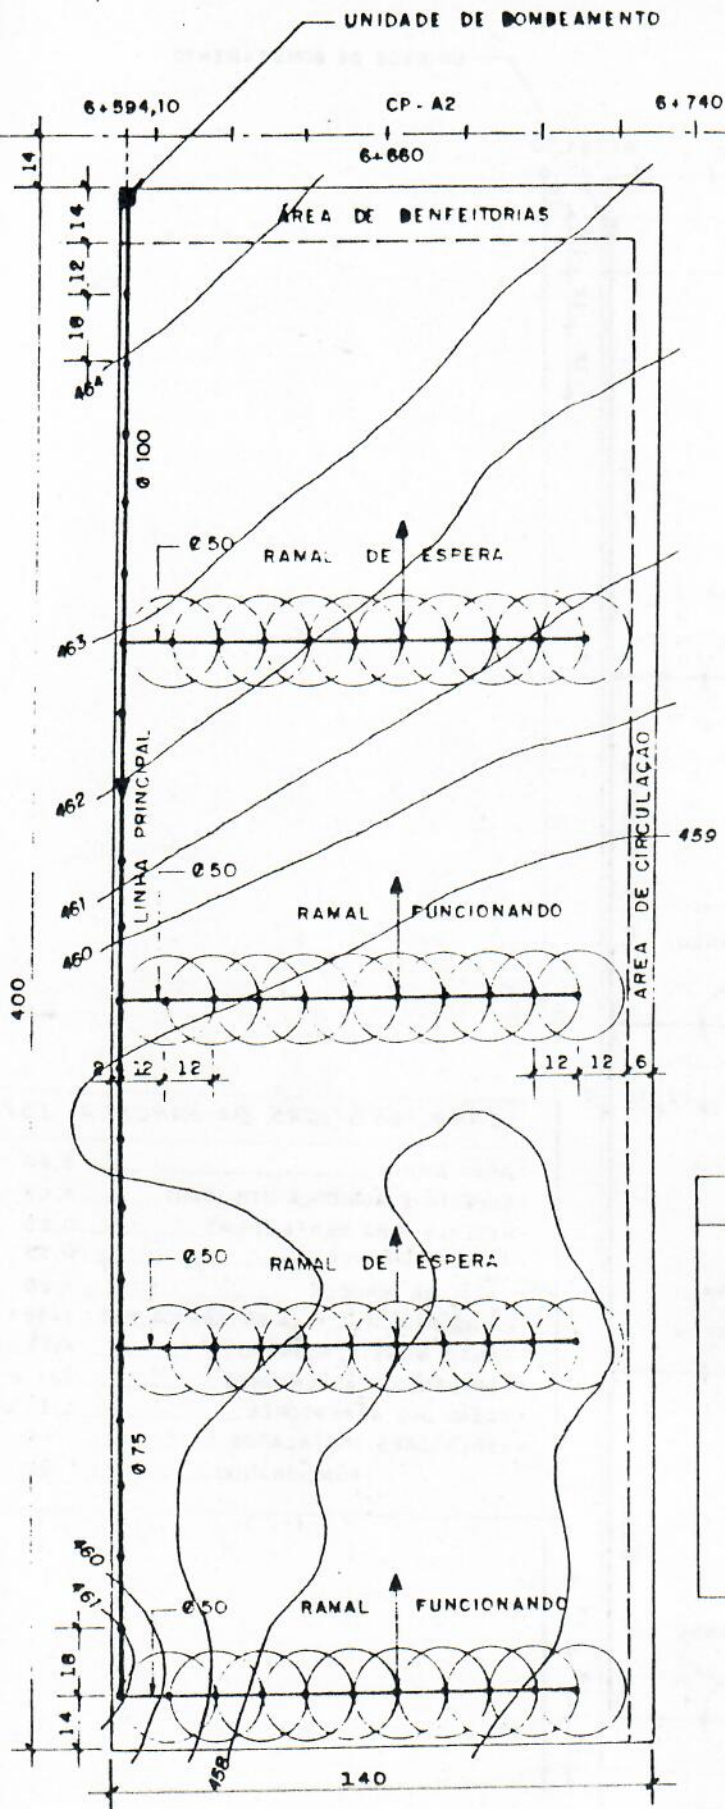 UNIDADE DE BOMBEAMENTO
6+594,10
CP-A2
6+740
6+660
14
14
ÁREA DE BENFEITORIAS
12
18
464
Ø 100
Ø 50
RAMAL DE ESPERA
463
LINHA PRINCIPAL
462
Ø 50
ÁREA DE CIRCULAÇÃO
459
461
RAMAL FUNCIONANDO
460
400
12
12
12
12
6
Ø 50
RAMAL DE ESPERA
Ø 75
460
461
Ø 50
RAMAL FUNCIONANDO
18
14
458
140